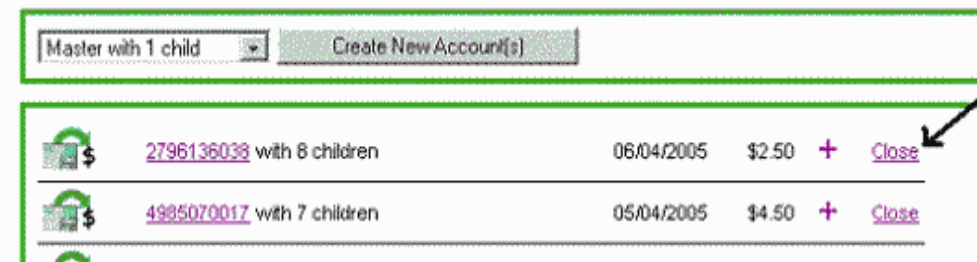 Master with 1 child Create New Account(s)
$ 2796136038 with 8 children 06/04/2005 $2.50 + Close
$ 4985070017 with 7 children 05/04/2005 $4.50 + Close